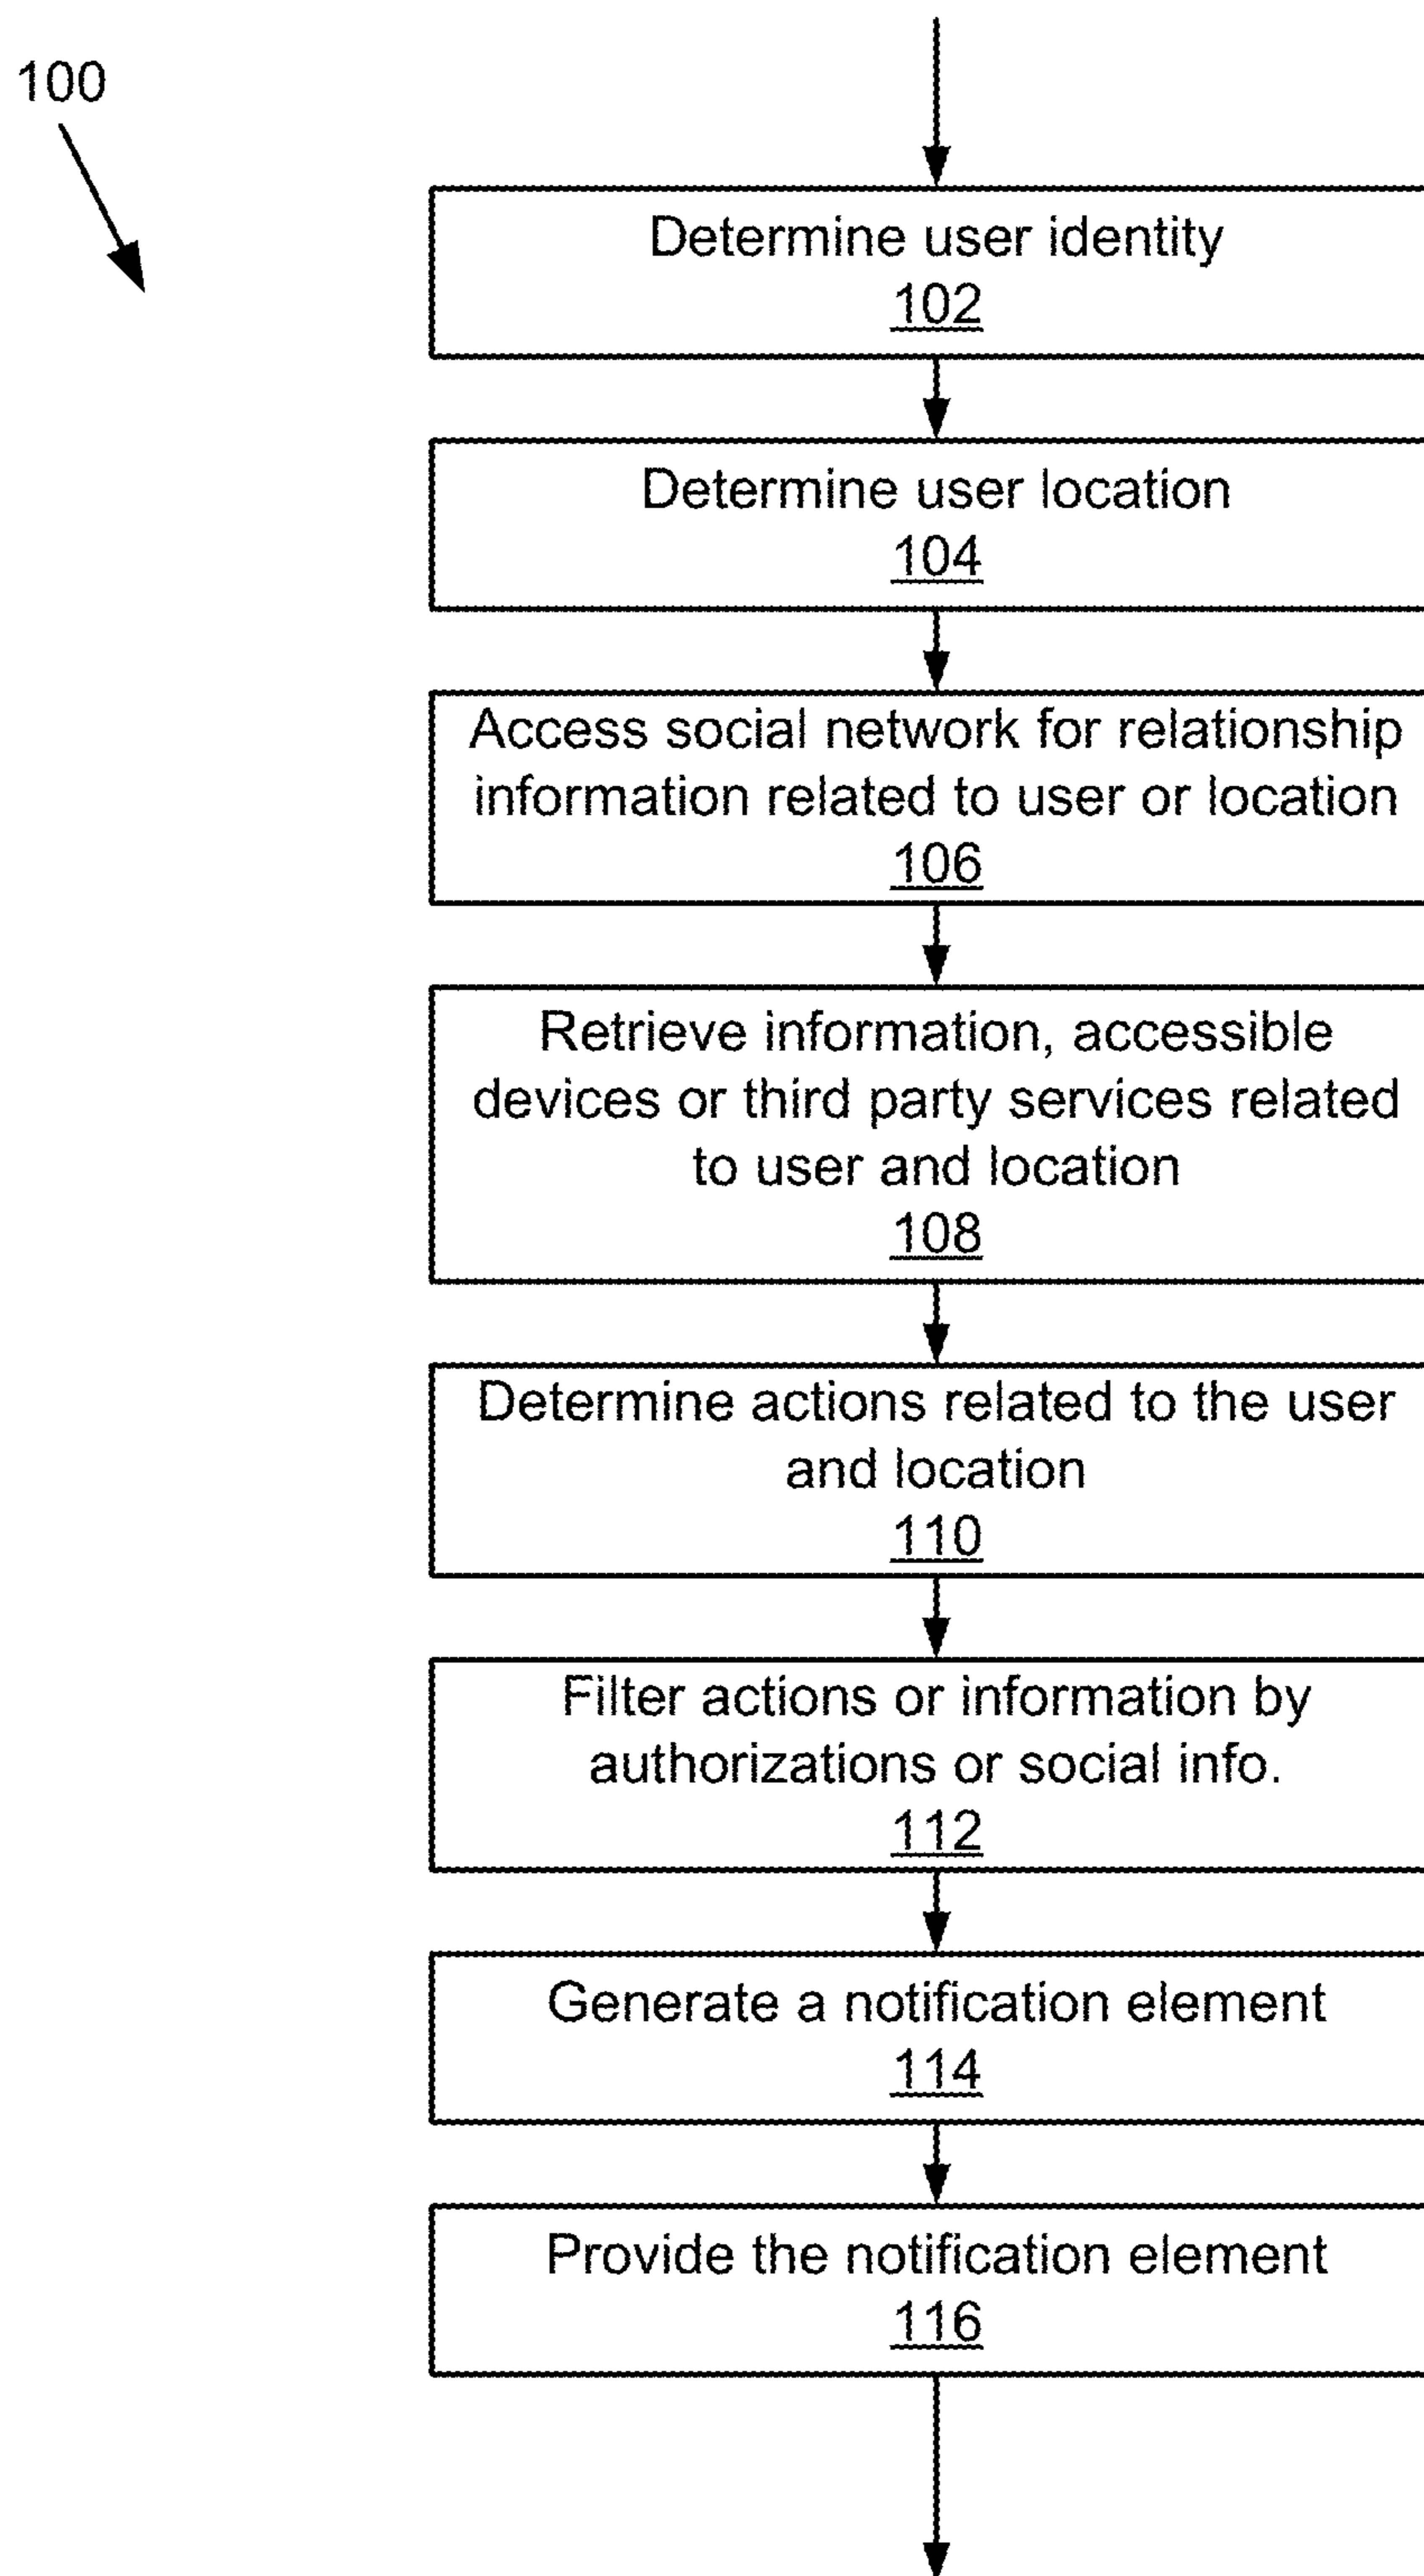 100
Determine user identity
102
Determine user location
104
Access social network for relationship
information related to user or location
106
Retrieve information, accessible
devices or third party services related
to user and location
108
Determine actions related to the user
and location
110
Filter actions or information by
authorizations or social info.
112
Generate a notification element
114
Provide the notification element
116